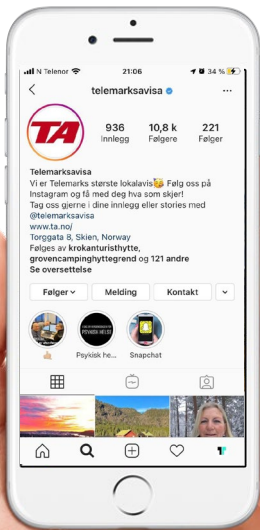 N Telenor
21:06
34 %
telemarksavisa
TA
936
10,8 k
221
Innlegg
Følgere
Følger
Telemarksavisa
Vi er Telemarks største lokalavis Følg oss på
Instagram og få med deg hva som skjer!
Tag oss gjerne i dine innlegg eller stories med
@telemarksavisa
www.ta.no/
Torggata 8, Skien, Norway
Følges av krokanturisthytte,
grovencampinghyttegrend og 121 andre
Se oversettelse
Følger
Melding
Kontakt
PSYKISK HELSE
Psykisk he...
Snapchat